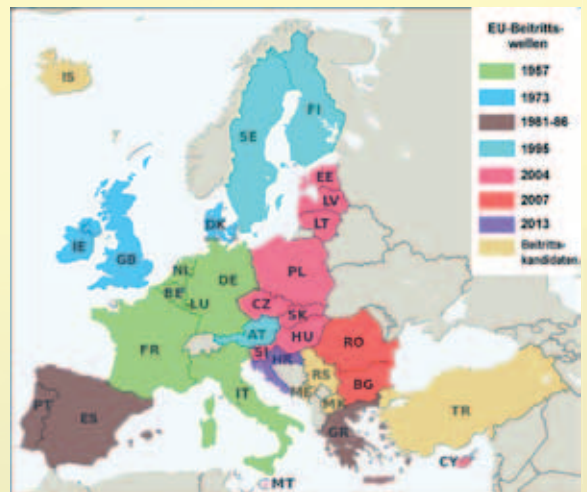 EU-Beitritts-
wellen
1957
1973
1981-86
1995
2004
2007
2013
Beitritts-
kandidaten
IS
SE
FI
EE
LV
LT
DK
IE
GB
NL
BE
LU
DE
PL
CZ
SK
AT
HU
FR
SI
HR
RO
IT
ME
RS
MK
BG
PT
ES
GR
TR
MT
CY